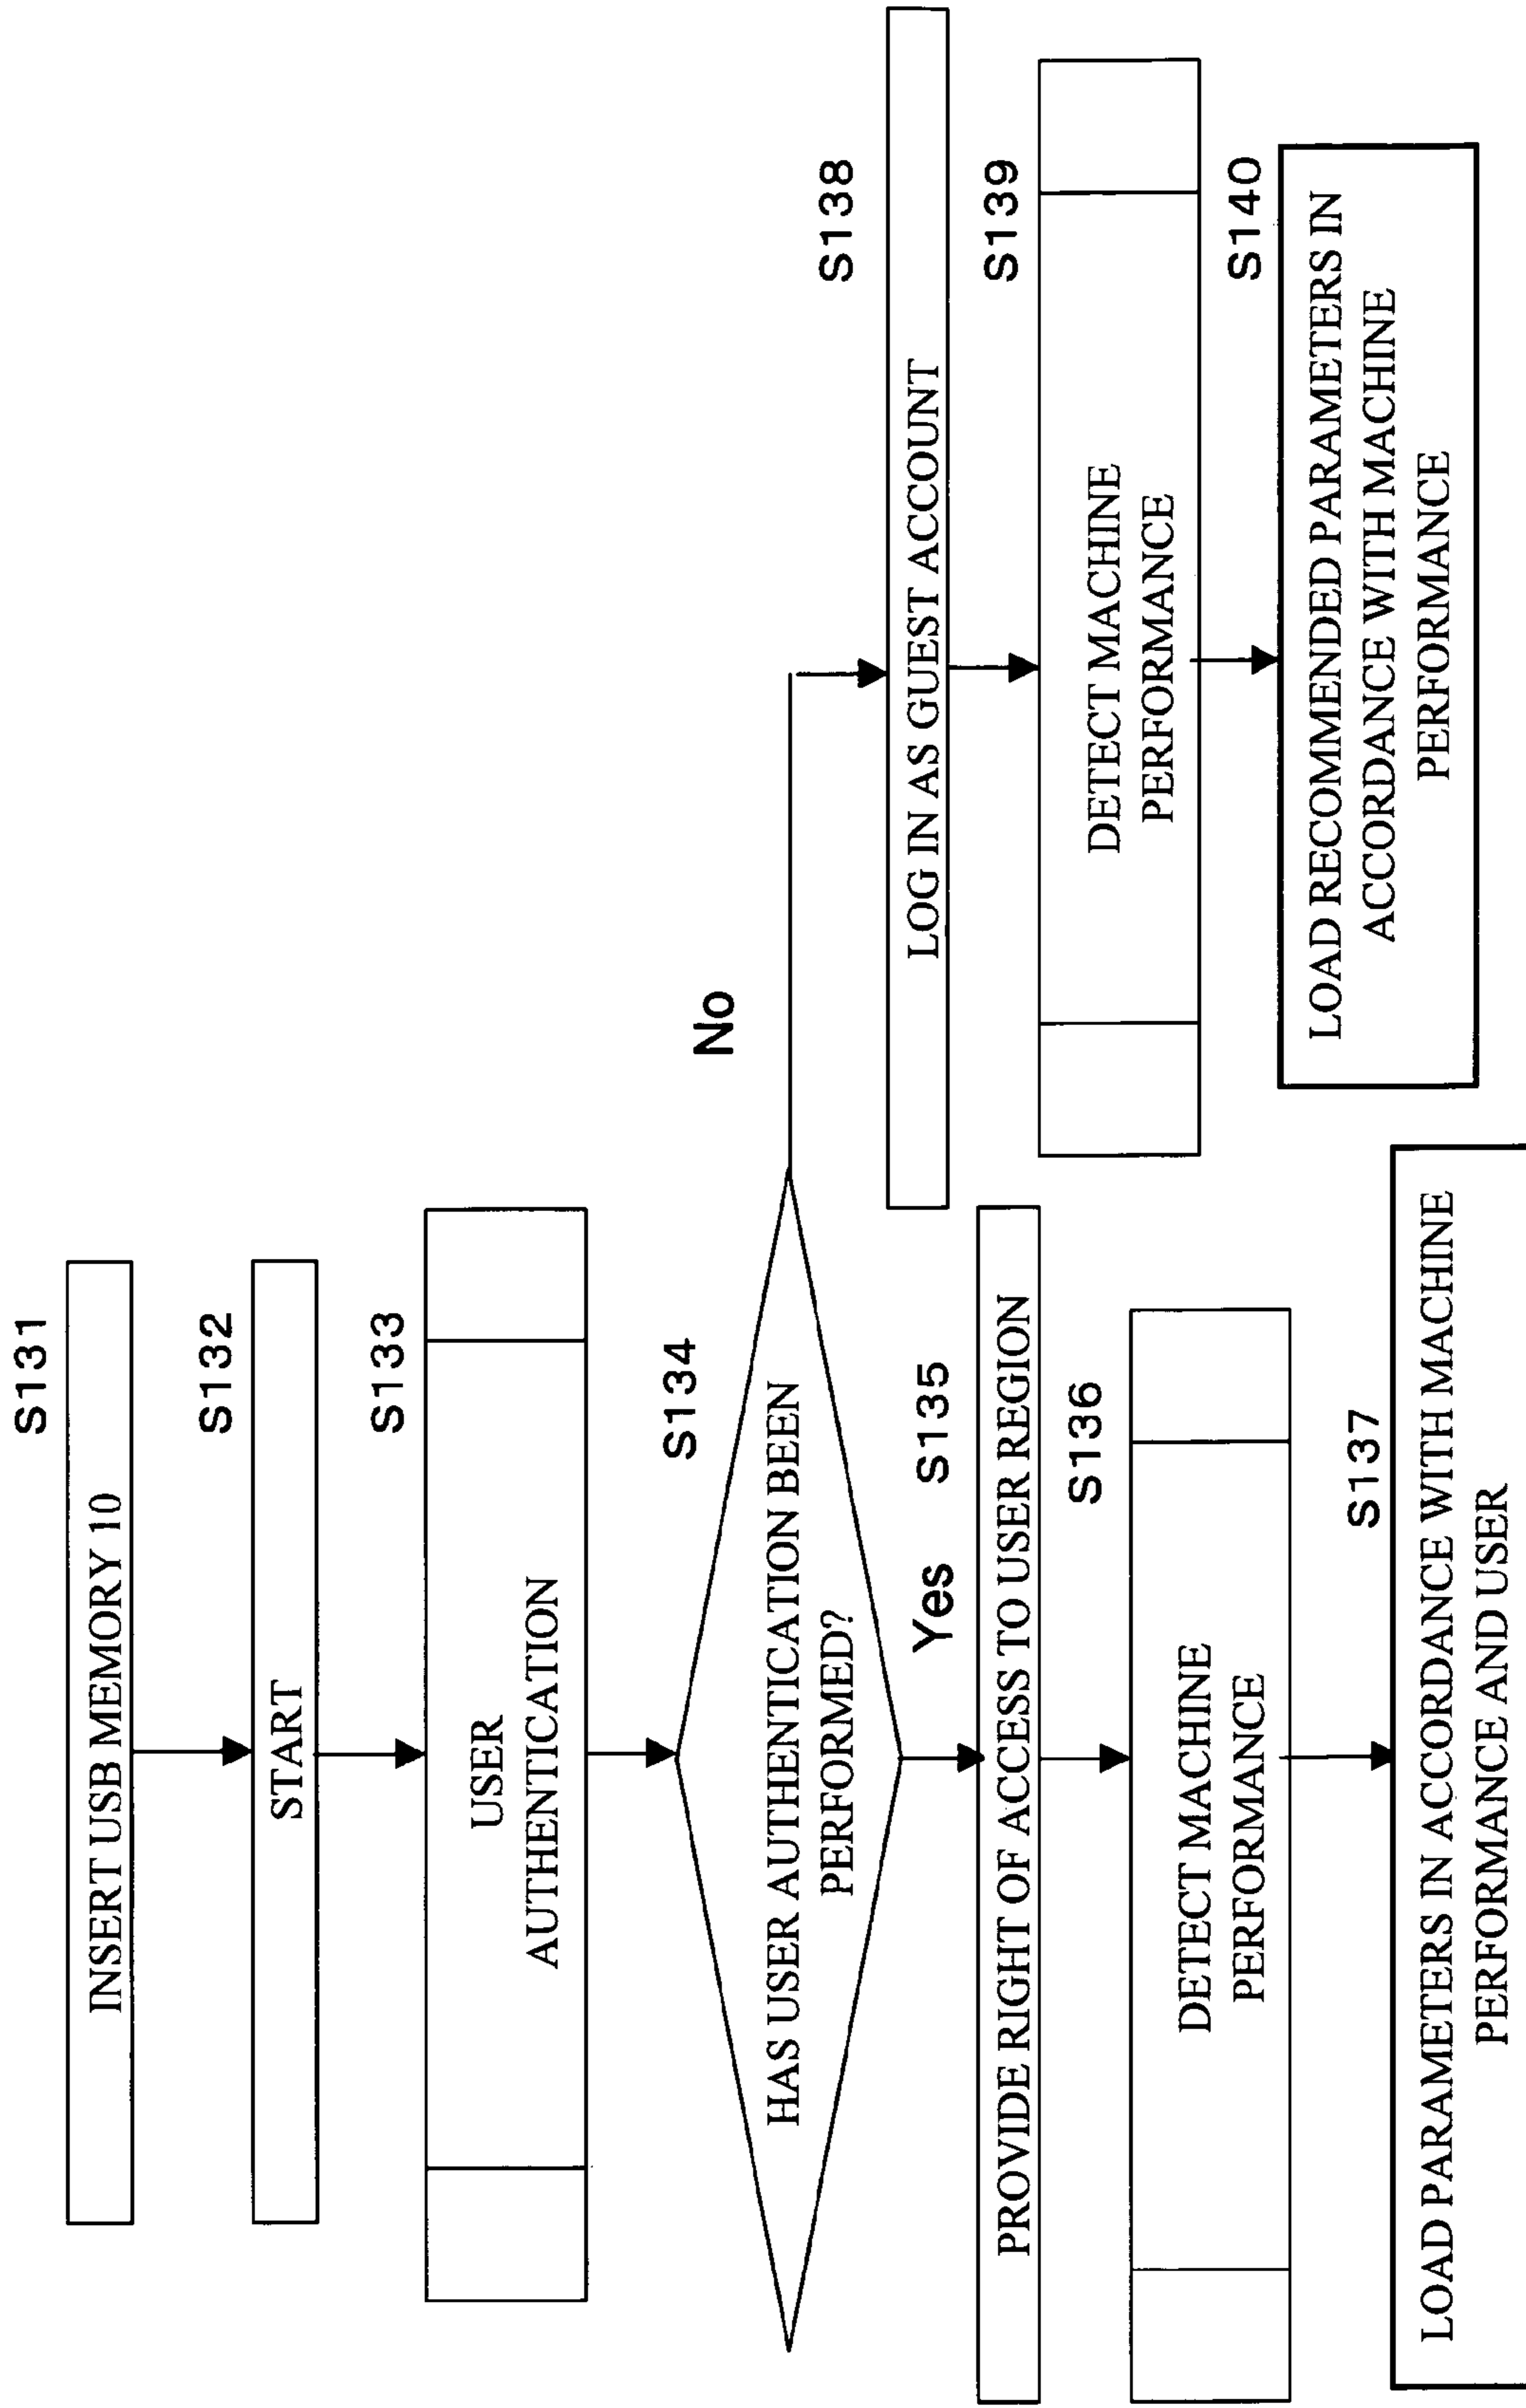 S131
INSERT USB MEMORY 10
S132
START
S133
USER
AUTHENTICATION
S134
HAS USER AUTHENTICATION BEEN
PERFORMED?
Yes
S135
PROVIDE RIGHT OF ACCESS TO USER REGION
S136
DETECT MACHINE
PERFORMANCE
S137
LOAD PARAMETERS IN ACCORDANCE WITH MACHINE
PERFORMANCE AND USER
No
S138
LOG IN AS GUEST ACCOUNT
S139
DETECT MACHINE
PERFORMANCE
S140
LOAD RECOMMENDED PARAMETERS IN
ACCORDANCE WITH MACHINE
PERFORMANCE